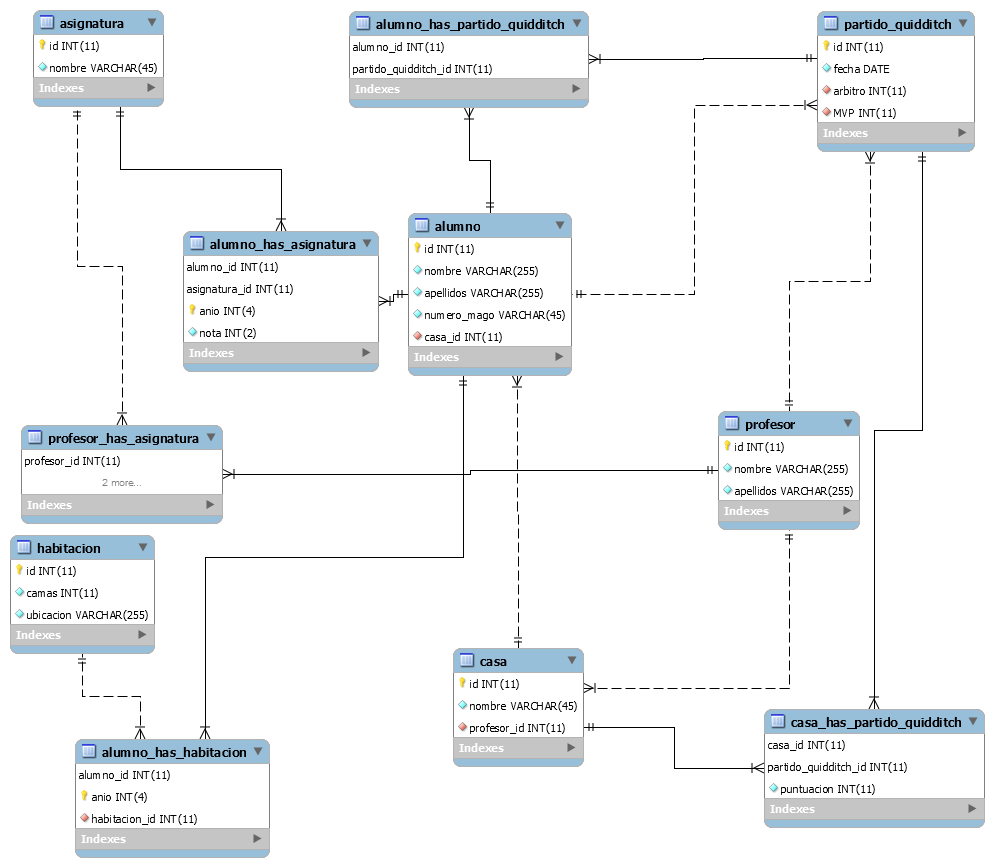 asignatura
id INT(11)
nombre VARCHAR(45)
Indexes
alumno_has_partido_quidditch
alumno_id INT(11)
partido_quidditch_id INT(11)
Indexes
partido_quidditch
id INT(11)
fecha DATE
arbitro INT(11)
MVP INT(11)
Indexes
alumno_has_asignatura
alumno_id INT(11)
asignatura_id INT(11)
anio INT(4)
nota INT(2)
Indexes
alumno
id INT(11)
nombre VARCHAR(255)
apellidos VARCHAR(255)
numero_mago VARCHAR(45)
casa_id INT(11)
Indexes
profesor_has_asignatura
profesor_id INT(11)
2 more...
Indexes
profesor
id INT(11)
nombre VARCHAR(255)
apellidos VARCHAR(255)
Indexes
habitacion
id INT(11)
camas INT(11)
ubicacion VARCHAR(255)
Indexes
casa
id INT(11)
nombre VARCHAR(45)
profesor_id INT(11)
Indexes
alumno_has_habitacion
alumno_id INT(11)
anio INT(4)
habitacion_id INT(11)
Indexes
casa_has_partido_quidditch
casa_id INT(11)
partido_quidditch_id INT(11)
puntuacion INT(11)
Indexes